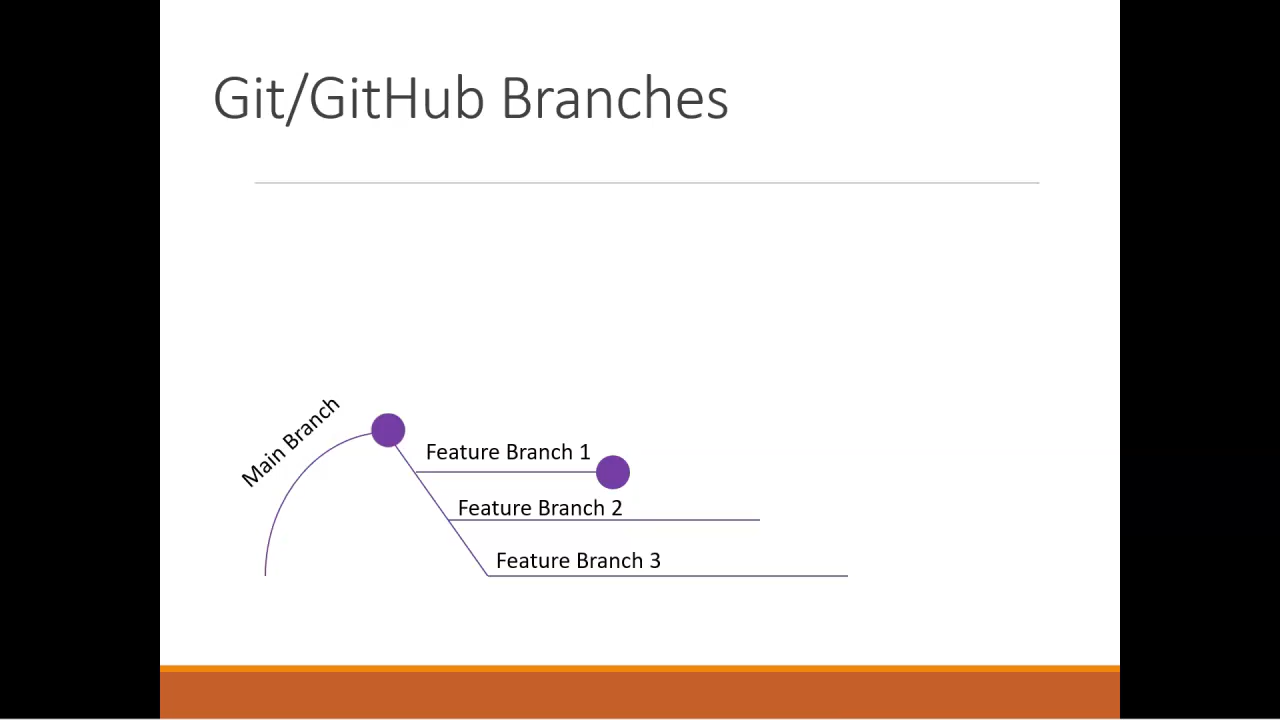 Git/GitHub Branches
Main Branch
Feature Branch 1
Feature Branch 2
Feature Branch 3